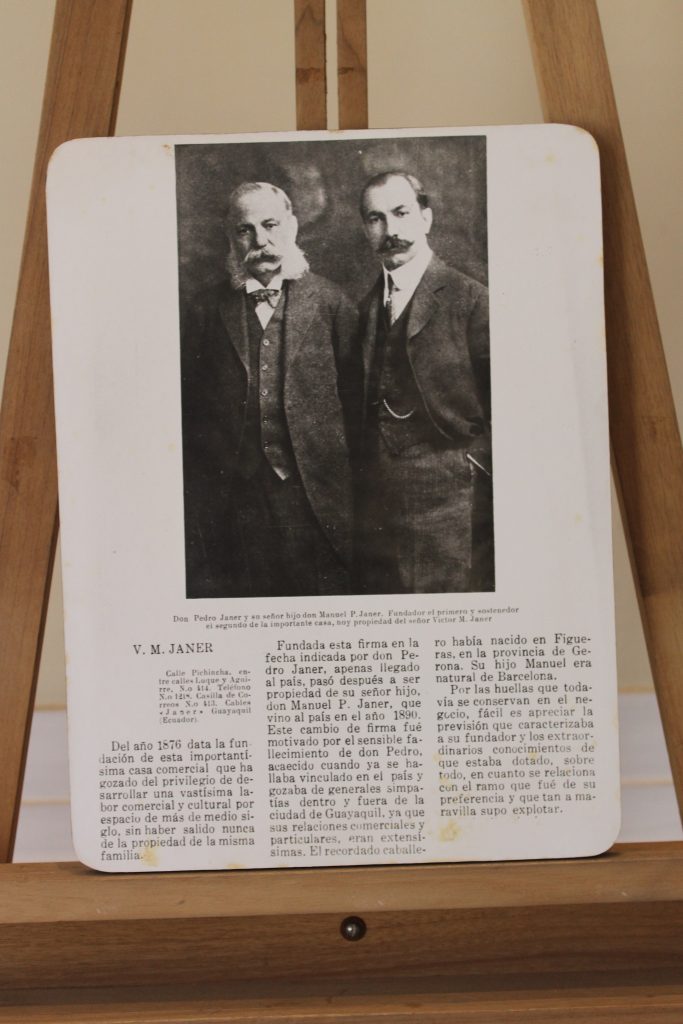 Don Pedro Janer y su señor hijo don Manuel P. Janer. Fundador el primero y sostenedor
el segundo de la importante casa, noy propiedad del señor Victor M. Janer
V. M. JANER
Calle Pichincha, en-
tre calles Luque y Agui-
rre, N.o 414. Teléfono
N.o 1218. Casilla de Co-
rreos N.o 413. Cables
«Janer» Guayaquil
(Ecuador).
Del año 1876 data la fun-
dación de esta importantí-
sima casa comercial que ha
gozado del privilegio de de-
sarrollar una vastísima la-
bor comercial y cultural por
espacio de más de medio si-
glo, sin haber salido nunca
de la propiedad de la misma
familia.
Fundada esta firma en la
fecha indicada por don Pe-
dro Janer, apenas llegado
al país, pasó después a ser
propiedad de su señor hijo,
don Manuel P. Janer, que
vino al país en el año 1890.
Este cambio de firma fué
motivado por el sensible fa-
llecimiento de don Pedro,
acaecido cuando ya se ha-
llaba vinculado en el país y
gozaba de generales simpa-
tías dentro y fuera de la
ciudad de Guayaquil, ya que
sus relaciones comerciales y
particulares, eran extensí-
simas. El recordado caballe-
ro había nacido en Figue-
ras, en la provincia de Ge-
rona. Su hijo Manuel era
natural de Barcelona.
Por las huellas que toda-
vía se conservan en el ne-
gocio, fácil es apreciar la
previsión que caracterizaba
a su fundador y los extraor-
dinarios conocimientos de
que estaba dotado, sobre
todo, en cuanto se relaciona
con el ramo que fué de su
preferencia y que tan a ma-
ravilla supo explotar.